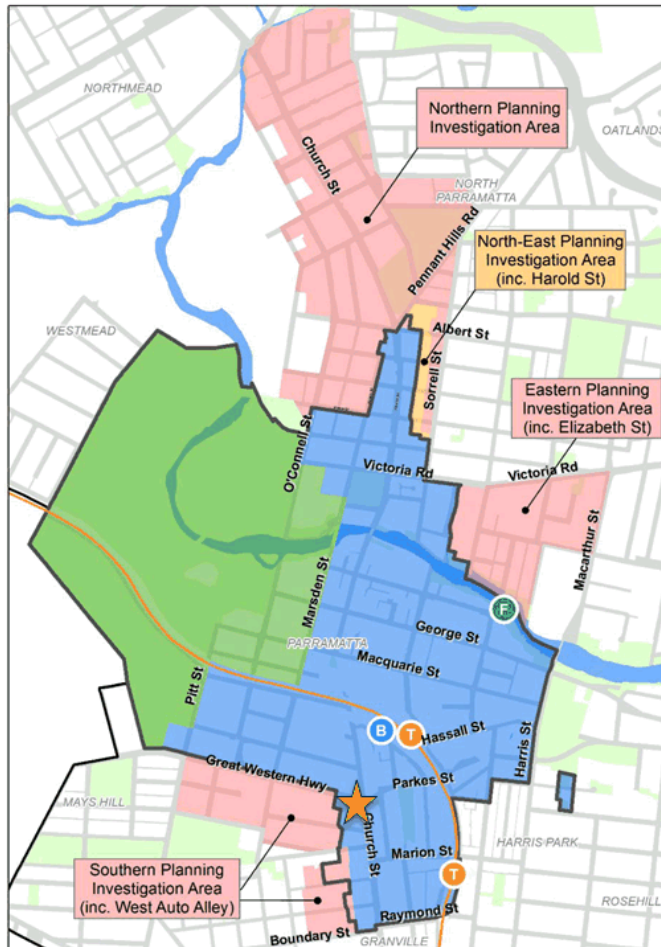 NORTHMEAD
Northern Planning
Investigation Area
OATLANDS
Church St
NORTH
PARRAMATTA
Pennant Hills Rd
North-East Planning
Investigation Area
(inc. Harold St)
WESTMEAD
Albert St
Sorrell St
Eastern Planning
Investigation Area
(inc. Elizabeth St)
O'Connell St
Victoria Rd
Victoria Rd
Macarthur St
Marsden St
F
George St
PARRAMATTA
Macquarie St
Pitt St
B
T
Hassall St
Harris St
Great Western Hwy
Parkes St
MAYS HILL
Church St
HARRIS PARK
Marion St
Southern Planning
Investigation Area
(inc. West Auto Alley)
T
ROSEHILL
Raymond St
Boundary St
GRANVILLE